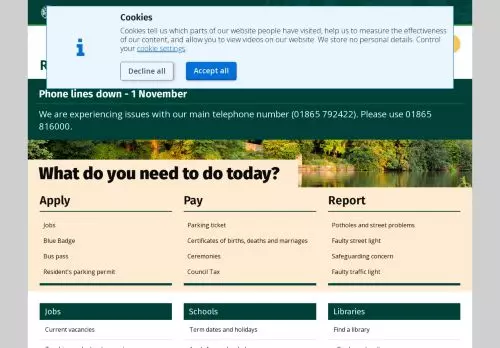 Cookies
Cookies tell us which parts of our website people have visited, help us to measure the effectiveness
of our content, and allow you to view videos on our website. We store no personal details. Control
your cookie settings.
Decline all
Accept all
R
Phone lines down - 1 November
We are experiencing issues with our main telephone number (01865 792422). Please use 01865
816000.
What do you need to do today?
Apply
Pay
Report
Jobs
Parking ticket
Potholes and street problems
Blue Badge
Certificates of births, deaths and marriages
Faulty street light
Bus pass
Ceremonies
Safeguarding concern
Resident's parking permit
Council Tax
Faulty traffic light
Jobs
Schools
Libraries
Current vacancies
Term dates and holidays
Find a library